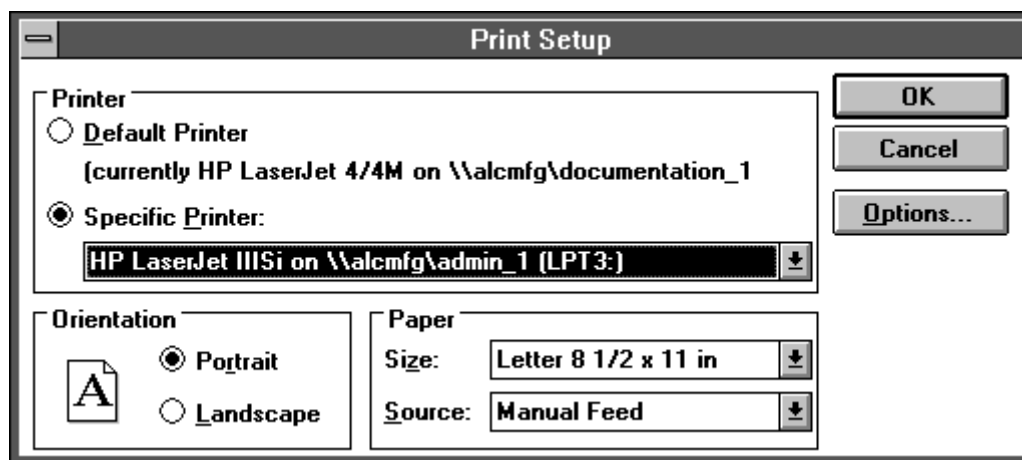 Print Setup
Printer
Default Printer
(currently HP LaserJet 4/4M on \\alcmfg\documentation_1
Specific Printer:
HP LaserJet IIISi on \\alcmfg\admin_1 (LPT3:)
OK
Cancel
Options...
Orientation
A
Portrait
Landscape
Paper
Size: Letter 8 1/2 x 11 in
Source: Manual Feed